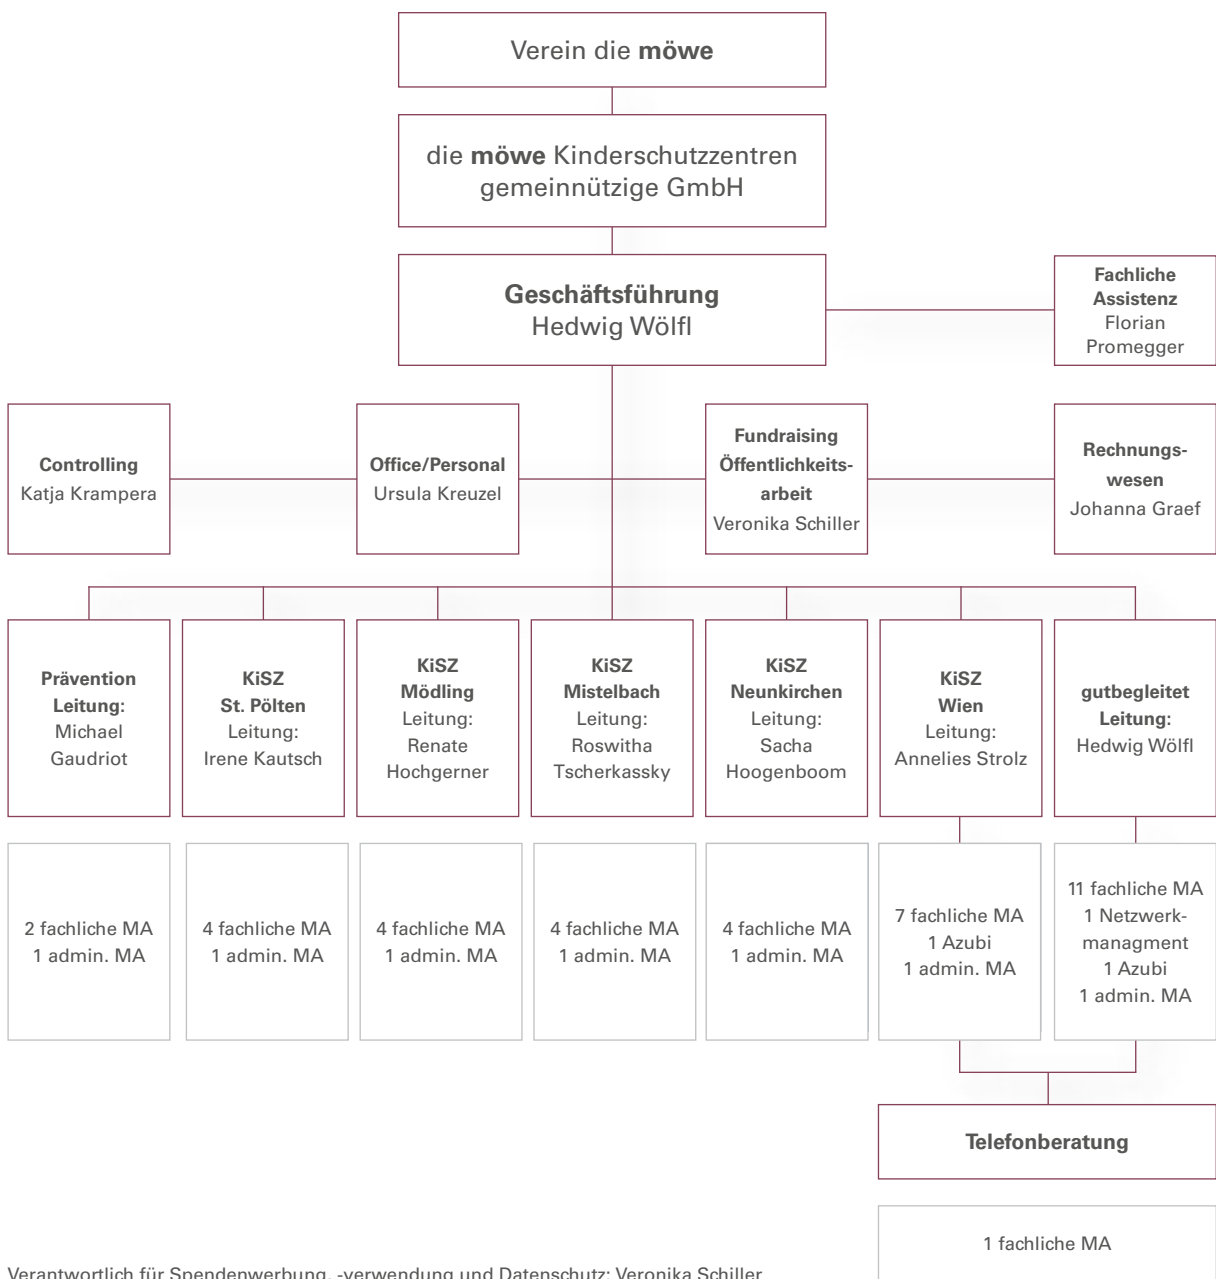 Verein die möwe
die möwe Kinderschutzzentren
gemeinnützige GmbH
Geschäftsführung
Hedwig Wölfl
Fachliche
Assistenz
Florian
Promegger
Controlling
Katja Krampera
Office/Personal
Ursula Kreuzel
Fundraising
Öffentlichkeits-
arbeit
Veronika Schiller
Rechnungs-
wesen
Johanna Graef
Prävention
Leitung:
Michael
Gaudriot
KiSZ
St. Pölten
Leitung:
Irene Kautsch
KiSZ
Mödling
Leitung:
Renate
Hochgerner
KiSZ
Mistelbach
Leitung:
Roswitha
Tscherkassky
KiSZ
Neunkirchen
Leitung:
Sacha
Hoogenboom
KiSZ
Wien
Leitung:
Annelies Strolz
gutbegleitet
Leitung:
Hedwig Wölfl
2 fachliche MA
1 admin. MA
4 fachliche MA
1 admin. MA
4 fachliche MA
1 admin. MA
4 fachliche MA
1 admin. MA
4 fachliche MA
1 admin. MA
7 fachliche MA
1 Azubi
1 admin. MA
11 fachliche MA
1 Netzwerk-
managment
1 Azubi
1 admin. MA
Telefonberatung
1 fachliche MA
Verantwortlich für Spendenwerbung, -verwendung und Datenschutz: Veronika Schiller